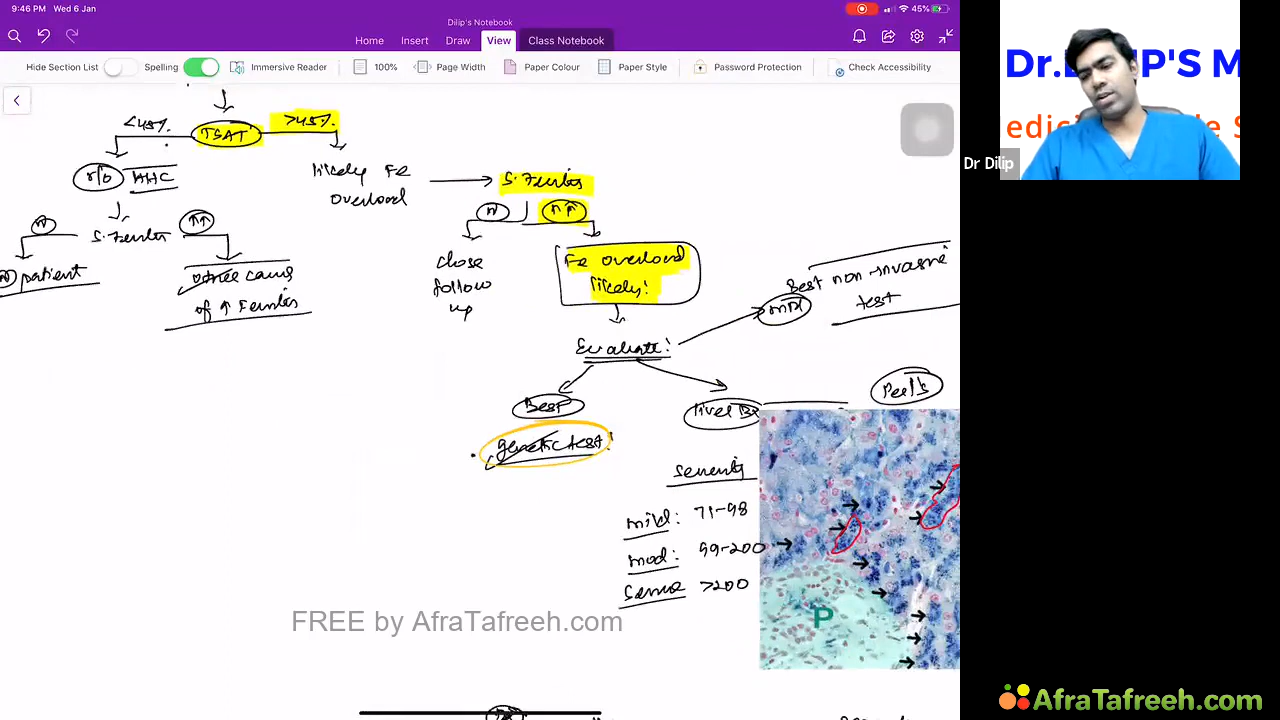 9:46 PM Wed 6 Jan
45%
Dilip's Notebook
Home Insert Draw View Class Notebook
Hide Section List Spelling Immersive Reader 100% Page Width Paper Colour Paper Style Password Protection Check Accessibility
<45% TSAT >45%
r/o HHC
likely Fe
overload
S. Ferritin
N ↑↑
S. Ferritin
N ↑↑
N patient
other cause
of ↑ Ferritin
close
follow
up
Fe overload
likely!
Evaluate!
MRI
Best non-invasive
test
Best
genetic test!
liver Bx
Perl's
severity
mild: 71-98
mod: 99-200
severe >200
P
FREE by AfraTafreeh.com
Dr.D ILIP'S M
edici e S
Dr Dilip
AfraTafreeh.com